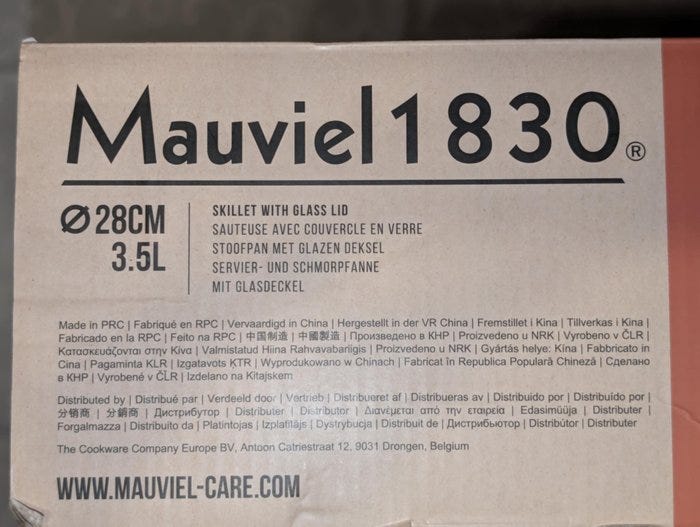 Mauviel1830®
Ø28CM
3.5L
SKILLET WITH GLASS LID
SAUTEUSE AVEC COUVERCLE EN VERRE
STOOFPAN MET GLAZEN DEKSEL
SERVIER- UND SCHMORPFANNE
MIT GLASDECKEL
Made in PRC | Fabriqué en RPC | Vervaardigd in China | Hergestellt in der VR China | Fremstillet i Kina | Tillverkas i Kina |
Fabricado en la RPC | Feito na RPC | 中国制造 | 中國製造 | Произведено в КНР | Proizvedeno u NRK | Vyrobeno v ČLR |
Κατασκευάζονται στην Κίνα | Valmistatud Hiina Rahvavabariigis | Proizvedeno u NRK | Gyártás helye: Kína | Fabbricato in
Cina | Pagaminta KLR | Izgatavots ĶTR | Wyprodukowano w Chinach | Fabricat în Republica Populară Chineză | Сделано
в КНР | Vyrobené v ČLR | Izdelano na Kitajskem
Distributed by | Distribué par | Verdeeld door | Vertrieb | Distribueret af | Distribueras av | Distribuido por | Distribuído por |
分销商 | 分銷商 | Дистрибутор | Distributer | Distributor | Διανέμεται από την εταιρεία | Edasimüüja | Distributer |
Forgalmazza | Distribuito da | Platintojas | Izplatītājs | Dystrybucja | Distribuit de | Дистрибьютор | Distribútor | Distributer
The Cookware Company Europe BV, Antoon Catriestraat 12, 9031 Drongen, Belgium
WWW.MAUVIEL-CARE.COM